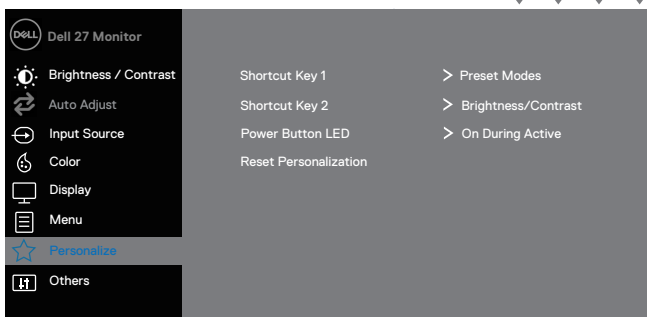 DELL Dell 27 Monitor
Brightness / Contrast
Auto Adjust
Input Source
Color
Display
Menu
Personalize
Others
Shortcut Key 1 > Preset Modes
Shortcut Key 2 > Brightness/Contrast
Power Button LED > On During Active
Reset Personalization